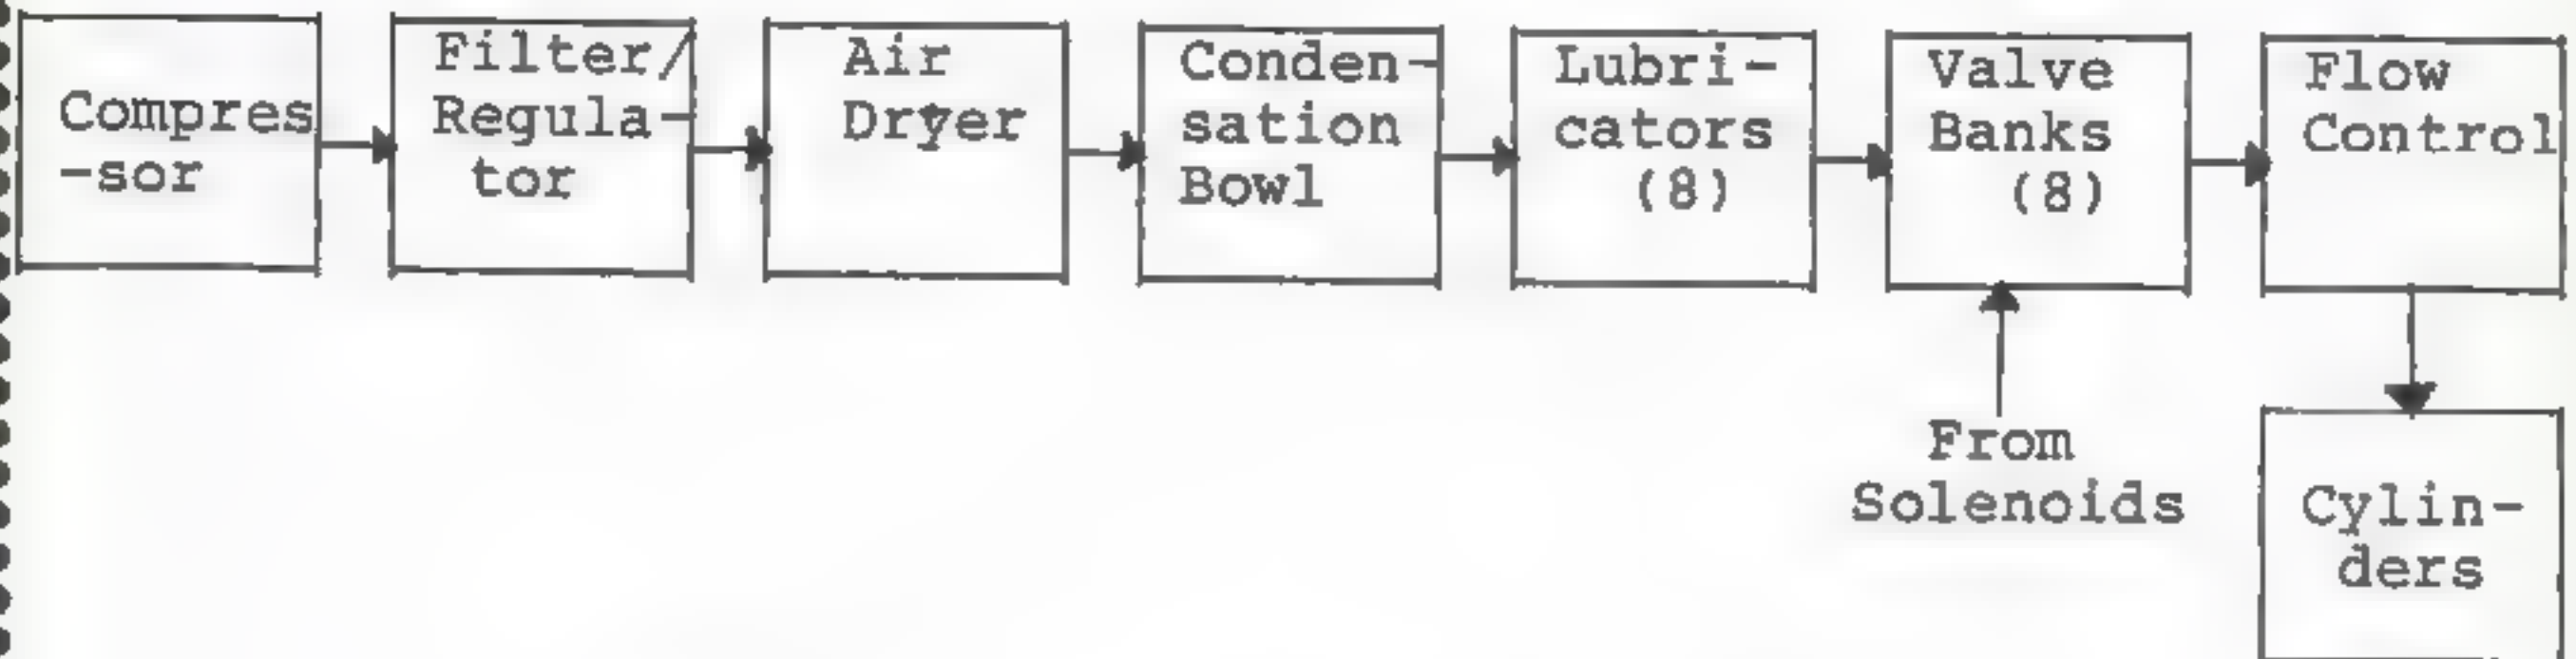 Compres
-sor
Filter/
Regula-
tor
Air
Dryer
Conden-
sation
Bowl
Lubri-
cators
(8)
Valve
Banks
(8)
Flow
Control
From
Solenoids
Cylin-
ders